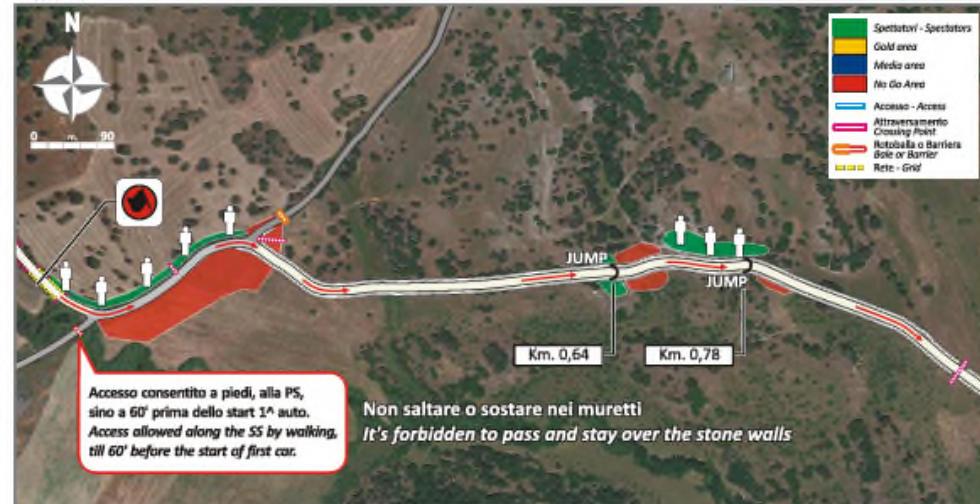 N
0 m. 90
Spettatori - Spectators
Gold area
Media area
No Go Area
Accesso - Access
Attraversamento
Crossing Point
Rotoballa o Barriera
Bale or Barrier
Rete - Grid
JUMP
JUMP
Km. 0,64
Km. 0,78
Accesso consentito a piedi, alla PS,
sino a 60' prima dello start 1^ auto.
Access allowed along the SS by walking,
till 60' before the start of first car.
Non saltare o sostare nei muretti
It's forbidden to pass and stay over the stone walls